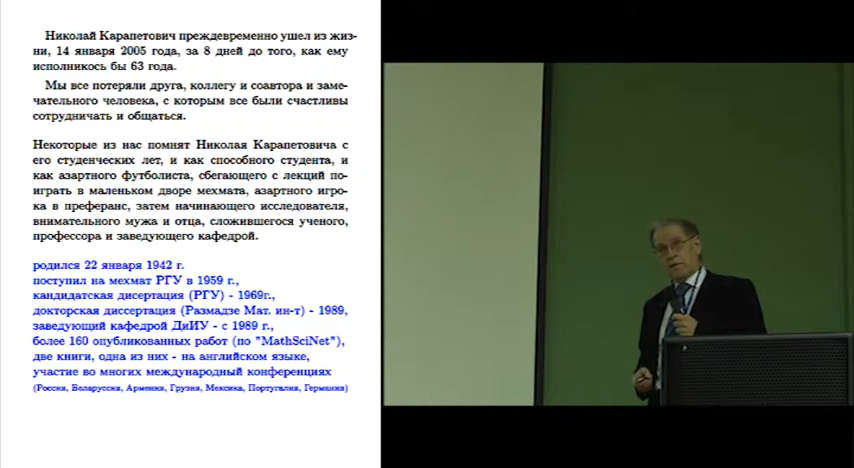 Николай Карапетович преждевременно ушел из жиз-
ни, 14 января 2005 года, за 8 дней до того, как ему
исполникось бы 63 года.
Мы все потеряли друга, коллегу и соавтора и заме-
чательного человека, с которым все были счастливы
сотрудничать и общаться.
Некоторые из нас помнят Николая Карапетовича с
его студенческих лет, и как способного студента, и
как азартного футболиста, сбегающего с лекций по-
играть в маленьком дворе мехмата, азартного игро-
ка в преферанс, затем начинающего исследователя,
внимательного мужа и отца, сложившегося ученого,
профессора и заведующего кафедрой.
родился 22 января 1942 г.
поступил на мехмат РГУ в 1959 г.,
кандидатская дисертация (РГУ) - 1969г.,
докторская диссертация (Размадзе Мат. ин-т) - 1989,
заведующий кафедрой ДиИУ - с 1989 г.,
более 160 опубликованных работ (по "MathSciNet"),
две книги, одна из них - на английском языке,
участие во многих международный конференциях
(Россия, Беларуссия, Армения, Грузия, Мексика, Португалия, Германия)